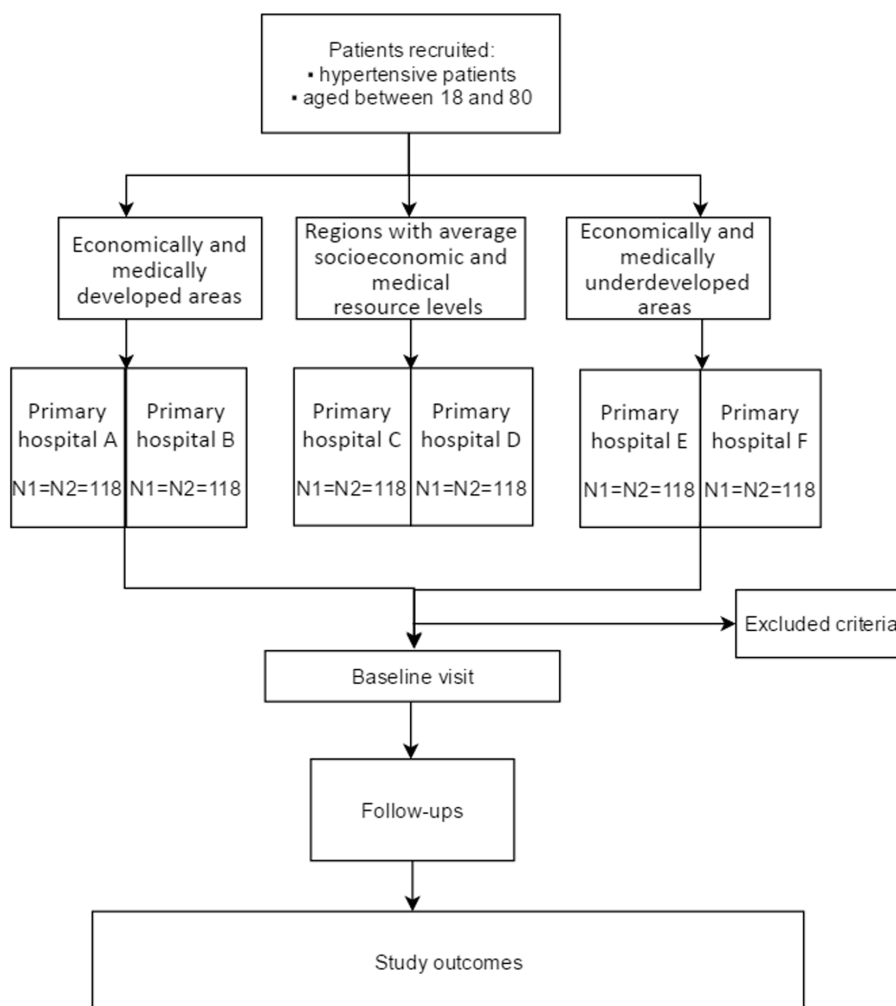 Patients recruited:
▪ hypertensive patients
▪ aged between 18 and 80
Economically and
medically
developed areas
Regions with average
socioeconomic and
medical
resource levels
Economically and
medically
underdeveloped
areas
Primary
hospital A
N1=N2=118
Primary
hospital B
N1=N2=118
Primary
hospital C
N1=N2=118
Primary
hospital D
N1=N2=118
Primary
hospital E
N1=N2=118
Primary
hospital F
N1=N2=118
Excluded criteria
Baseline visit
Follow-ups
Study outcomes